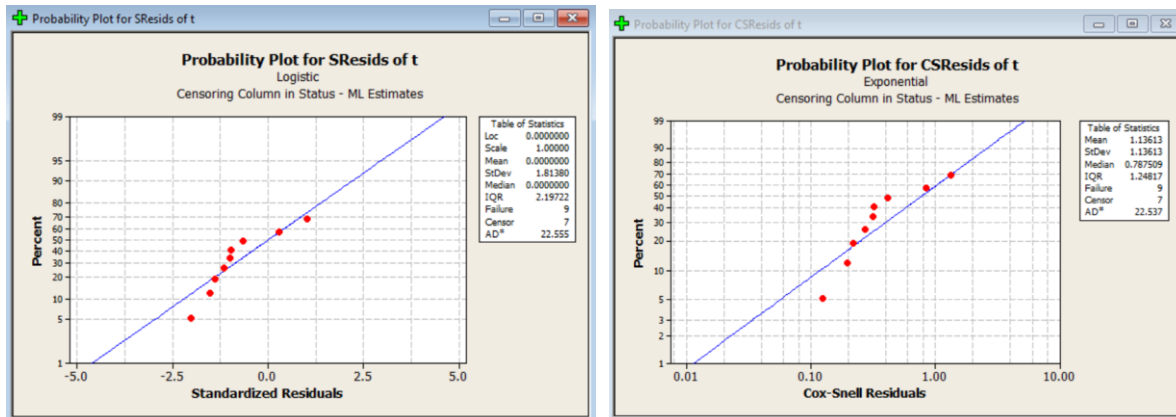 Probability Plot for SResids of t
Probability Plot for SResids of t
Logistic
Censoring Column in Status - ML Estimates
99
95
90
80
70
60
50
40
30
20
10
5
1
Percent
-5.0 -2.5 0.0 2.5 5.0
Standardized Residuals
Table of Statistics
Loc 0.0000000
Scale 1.00000
Mean 0.0000000
StDev 1.81380
Median 0.0000000
IQR 2.19722
Failure 9
Censor 7
AD* 22.555
Probability Plot for CSResids of t
Probability Plot for CSResids of t
Exponential
Censoring Column in Status - ML Estimates
99
90
80
70
60
50
40
30
20
10
5
3
2
1
Percent
0.01 0.10 1.00 10.00
Cox-Snell Residuals
Table of Statistics
Mean 1.13613
StDev 1.13613
Median 0.787509
IQR 1.24817
Failure 9
Censor 7
AD* 22.537